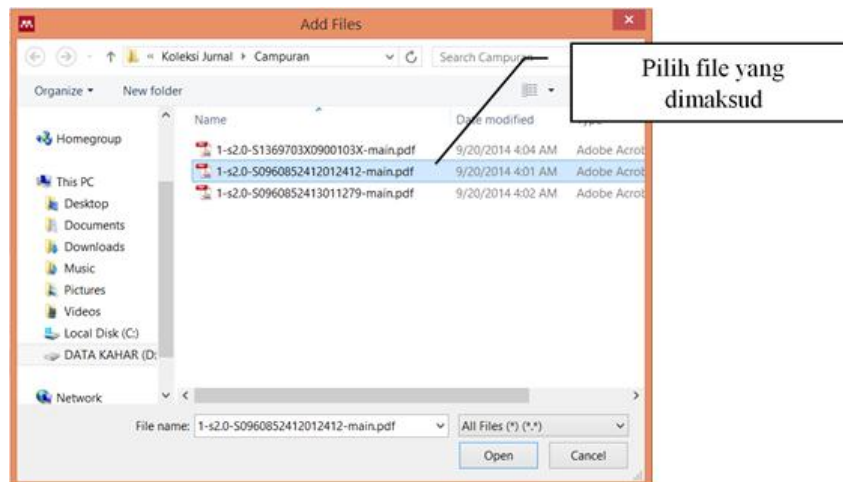 Add Files
« Koleksi Jurnal Campuran
Search Campuran
Pilih file yang
dimaksud
Organize
New folder
Name
Date modified
Homegroup
1-s2.0-S1369703X0900103X-main.pdf 9/20/2014 4:04 AM Adobe Acrob
This PC
1-s2.0-S0960852412012412-main.pdf 9/20/2014 4:01 AM Adobe Acrob
1-s2.0-S0960852413011279-main.pdf 9/20/2014 4:02 AM Adobe Acrob
Desktop
Documents
Downloads
Music
Pictures
Videos
Local Disk (C:)
DATA KAHAR (D:
Network
File name: 1-s2.0-S0960852412012412-main.pdf
All Files (*) (*.*)
Open
Cancel